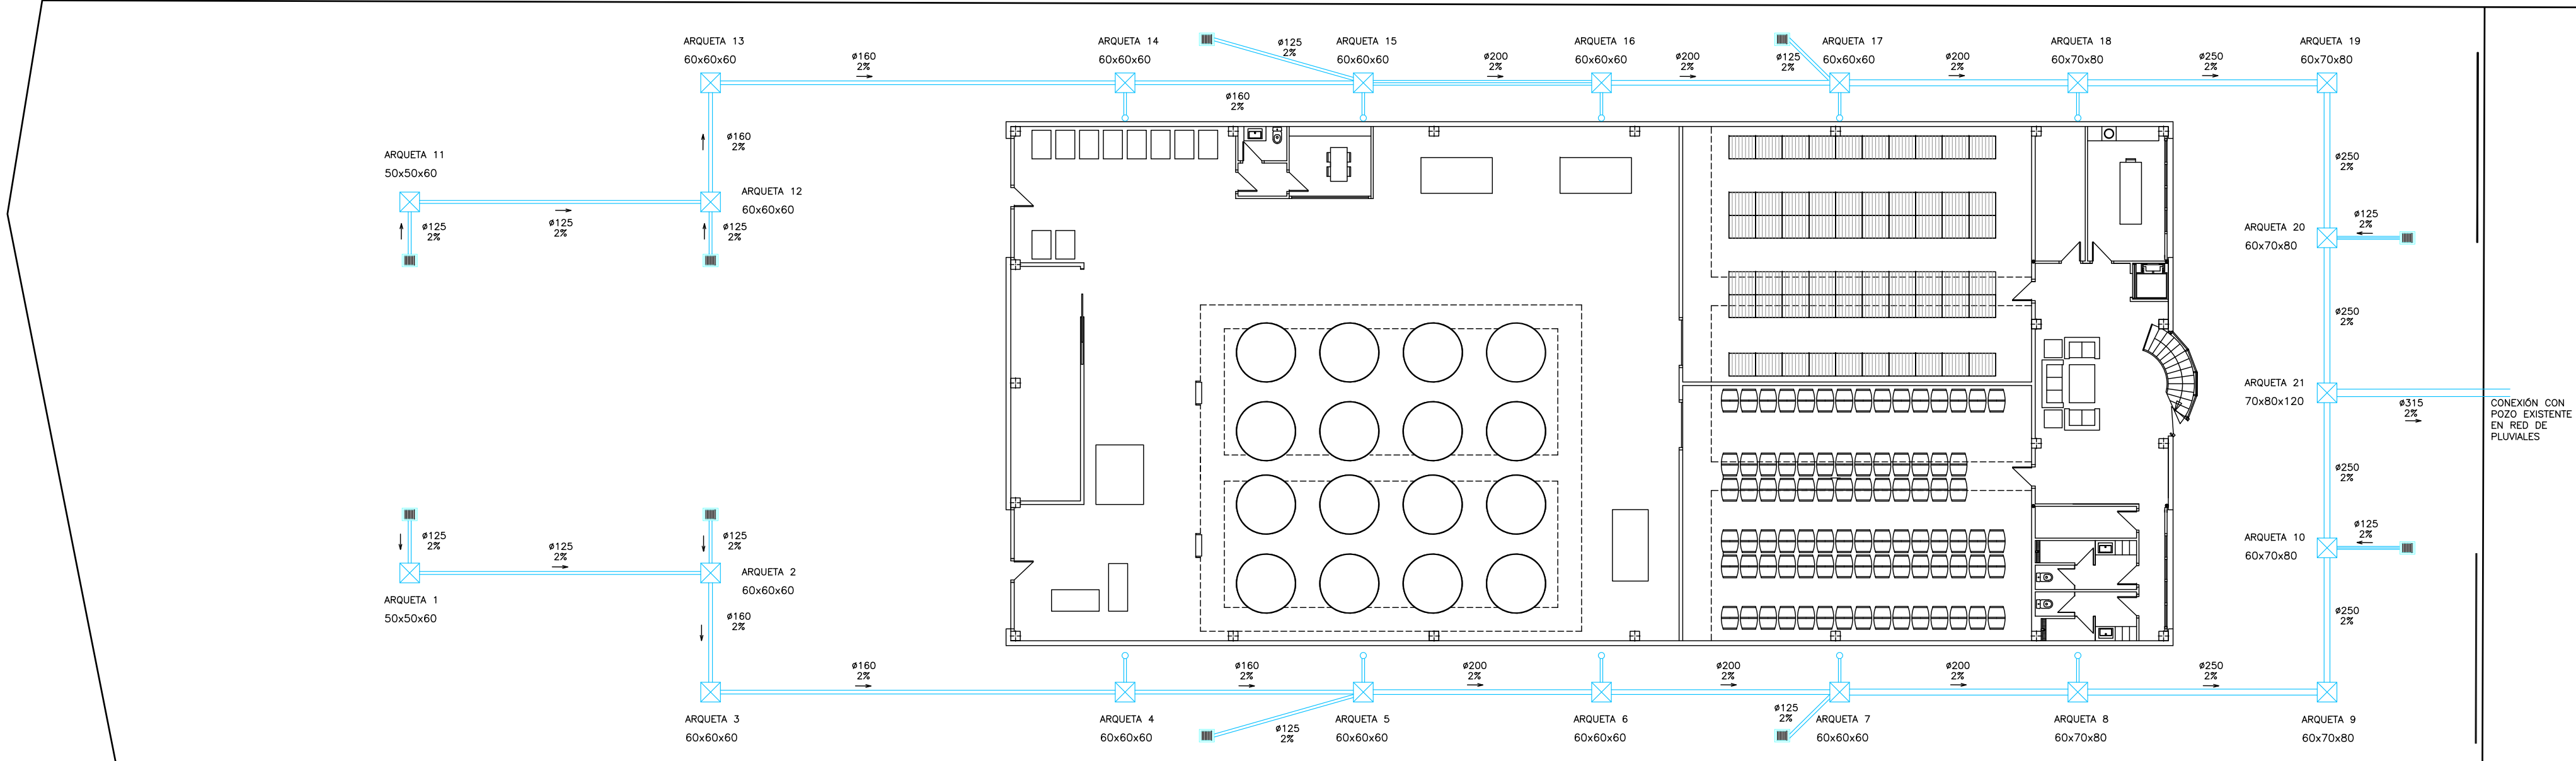 ARQUETA 13
60x60x60
ø160
2%
ARQUETA 14
60x60x60
ø125
2%
ARQUETA 15
60x60x60
ø200
2%
ARQUETA 16
60x60x60
ø200
2%
ø125
2%
ARQUETA 17
60x60x60
ø200
2%
ARQUETA 18
60x70x80
ø250
2%
ARQUETA 19
60x70x80
ø160
2%
ø160
2%
ARQUETA 11
50x50x60
ø250
2%
ARQUETA 12
60x60x60
ø125
2%
ø125
2%
ø125
2%
ø125
2%
ARQUETA 20
60x70x80
ø250
2%
ARQUETA 21
70x80x120
ø315
2%
CONEXIÓN CON
POZO EXISTENTE
EN RED DE
PLUVIALES
ø250
2%
ø125
2%
ARQUETA 10
60x70x80
ø125
2%
ø125
2%
ø125
2%
ARQUETA 2
60x60x60
ARQUETA 1
50x50x60
ø160
2%
ø250
2%
ø160
2%
ø160
2%
ø200
2%
ø200
2%
ø200
2%
ø250
2%
ARQUETA 3
60x60x60
ARQUETA 4
60x60x60
ø125
2%
ARQUETA 5
60x60x60
ARQUETA 6
60x60x60
ø125
2%
ARQUETA 7
60x60x60
ARQUETA 8
60x70x80
ARQUETA 9
60x70x80